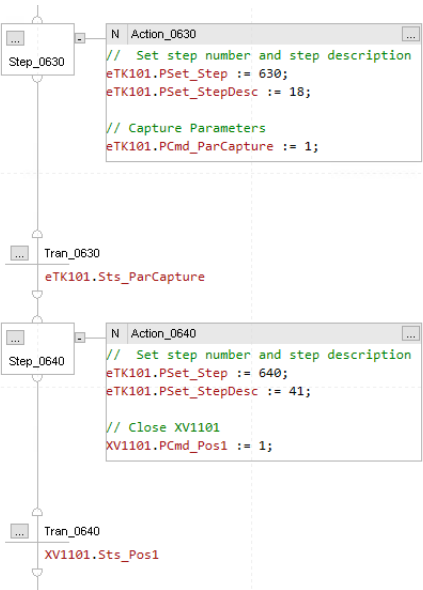 N Action_0630 ...
...
Step_0630
// Set step number and step description
eTK101.PSet_Step := 630;
eTK101.PSet_StepDesc := 18;
// Capture Parameters
eTK101.PCmd_ParCapture := 1;
... Tran_0630
eTK101.Sts_ParCapture
N Action_0640 ...
...
Step_0640
// Set step number and step description
eTK101.PSet_Step := 640;
eTK101.PSet_StepDesc := 41;
// Close XV1101
XV1101.PCmd_Pos1 := 1;
... Tran_0640
XV1101.Sts_Pos1